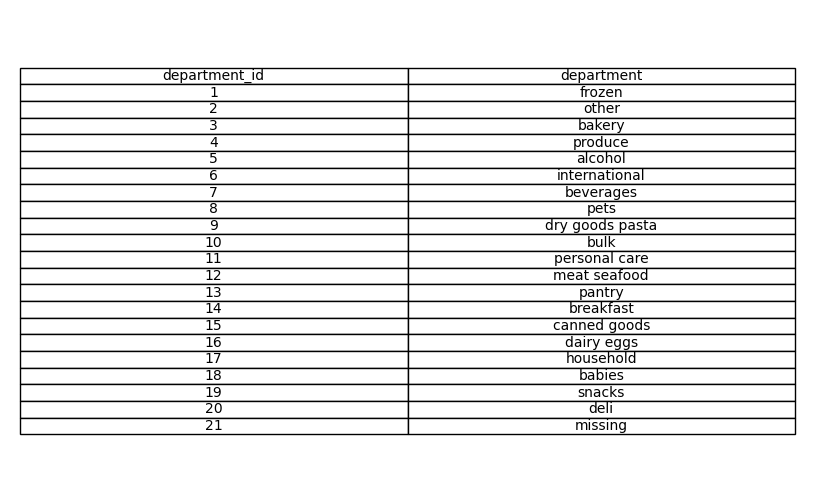 department_id department
1 frozen
2 other
3 bakery
4 produce
5 alcohol
6 international
7 beverages
8 pets
9 dry goods pasta
10 bulk
11 personal care
12 meat seafood
13 pantry
14 breakfast
15 canned goods
16 dairy eggs
17 household
18 babies
19 snacks
20 deli
21 missing